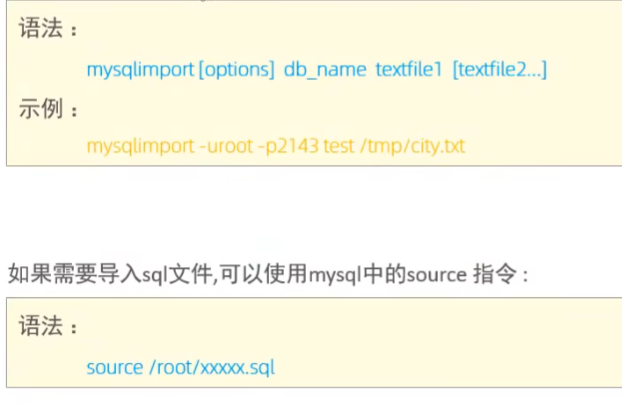 语法：
mysqlimport [options] db_name textfile1 [textfile2...]
示例：
mysqlimport -uroot -p2143 test /tmp/city.txt
如果需要导入sql文件,可以使用mysql中的source 指令 :
语法：
source /root/xxxxx.sql